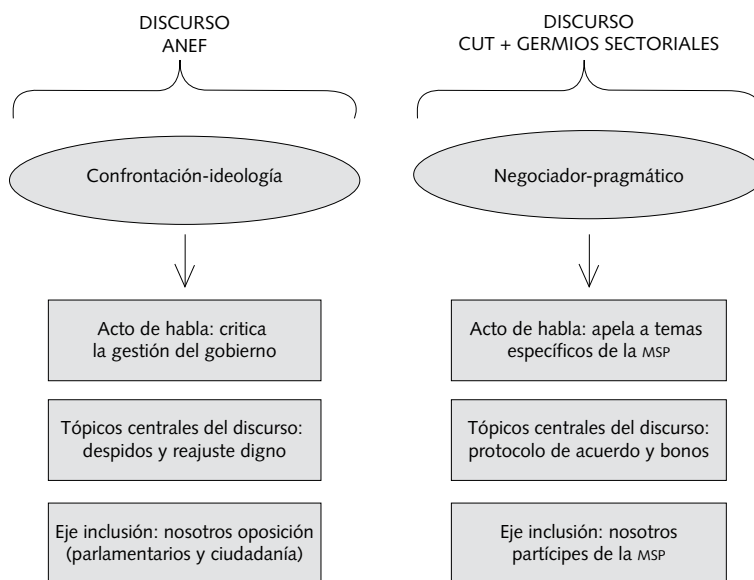 DISCURSO
ANEF
Confrontación-ideología
Acto de habla: critica
la gestión del gobierno
Tópicos centrales del discurso:
despidos y reajuste digno
Eje inclusión: nosotros oposición
(parlamentarios y ciudadanía)
DISCURSO
CUT + GERMIOS SECTORIALES
Negociador-pragmático
Acto de habla: apela a temas
específicos de la MSP
Tópicos centrales del discurso:
protocolo de acuerdo y bonos
Eje inclusión: nosotros
partícipes de la MSP